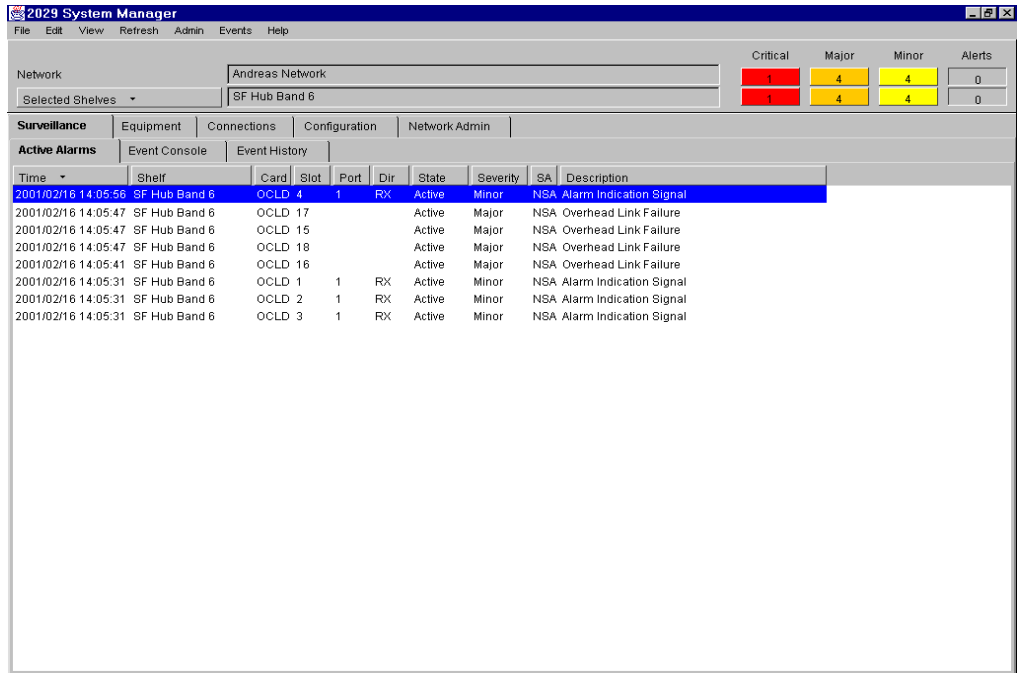 2029 System Manager
File Edit View Refresh Admin Events Help
Critical Major Minor Alerts
Network Andreas Network 1 4 4 0
Selected Shelves SF Hub Band 6 1 4 4 0
Surveillance Equipment Connections Configuration Network Admin
Active Alarms Event Console Event History
Time Shelf Card Slot Port Dir State Severity SA Description
2001/02/16 14:05:56 SF Hub Band 6 OCLD 4 1 RX Active Minor NSA Alarm Indication Signal
2001/02/16 14:05:47 SF Hub Band 6 OCLD 17 Active Major NSA Overhead Link Failure
2001/02/16 14:05:47 SF Hub Band 6 OCLD 15 Active Major NSA Overhead Link Failure
2001/02/16 14:05:47 SF Hub Band 6 OCLD 18 Active Major NSA Overhead Link Failure
2001/02/16 14:05:41 SF Hub Band 6 OCLD 16 Active Major NSA Overhead Link Failure
2001/02/16 14:05:31 SF Hub Band 6 OCLD 1 1 RX Active Minor NSA Alarm Indication Signal
2001/02/16 14:05:31 SF Hub Band 6 OCLD 2 1 RX Active Minor NSA Alarm Indication Signal
2001/02/16 14:05:31 SF Hub Band 6 OCLD 3 1 RX Active Minor NSA Alarm Indication Signal